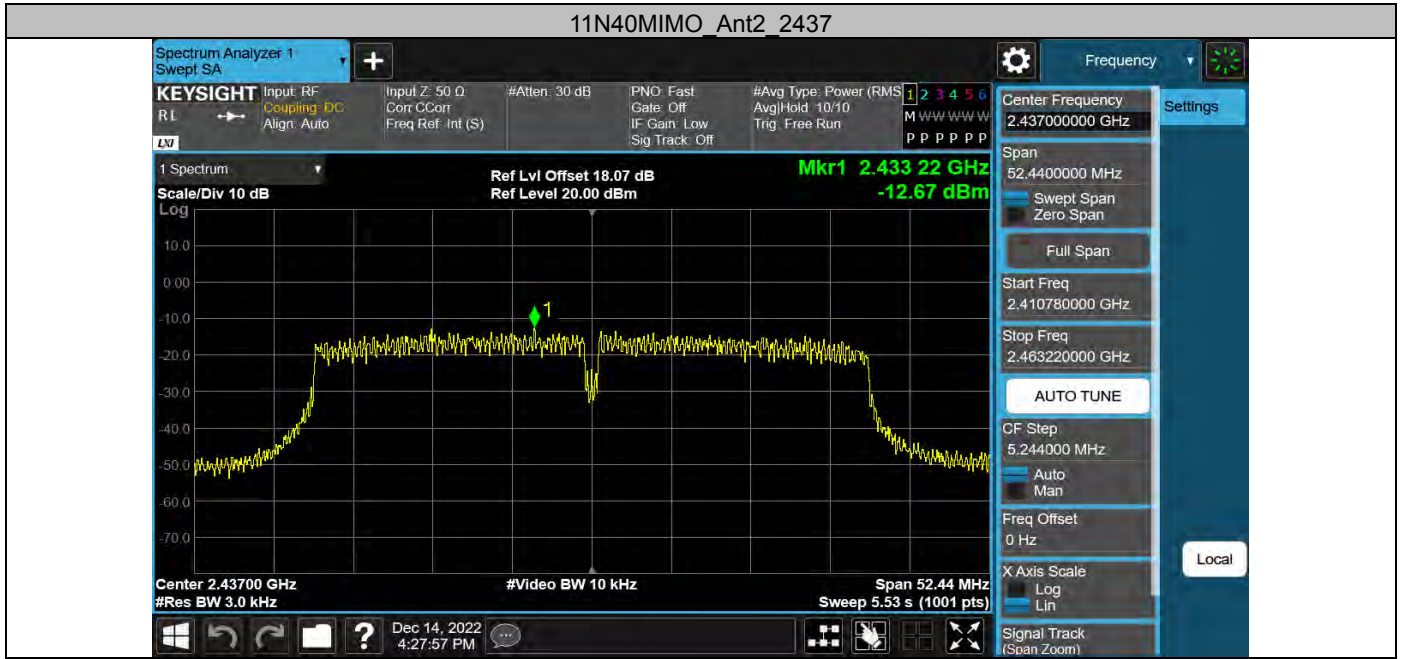 11N40MIMO_Ant2_2437
Spectrum Analyzer 1
Swept SA
+
Frequency
KEYSIGHT
R L
LXI
Input: RF
Coupling: DC
Align: Auto
Input Z: 50 Ω
Corr CCorr
Freq Ref: Int (S)
#Atten: 30 dB
PNO: Fast
Gate: Off
IF Gain: Low
Sig Track: Off
#Avg Type: Power (RMS
Avg|Hold: 10/10
Trig: Free Run
1 2 3 4 5 6
M W W W W W
P P P P P P
1 Spectrum
Scale/Div 10 dB
Ref Lvl Offset 18.07 dB
Ref Level 20.00 dBm
Mkr1 2.433 22 GHz
-12.67 dBm
Log
10.0
0.00
-10.0
-20.0
-30.0
-40.0
-50.0
-60.0
-70.0
1
Center 2.43700 GHz
#Res BW 3.0 kHz
#Video BW 10 kHz
Span 52.44 MHz
Sweep 5.53 s (1001 pts)
?
Dec 14, 2022
4:27:57 PM
Center Frequency
2.437000000 GHz
Settings
Span
52.4400000 MHz
Swept Span
Zero Span
Full Span
Start Freq
2.410780000 GHz
Stop Freq
2.463220000 GHz
AUTO TUNE
CF Step
5.244000 MHz
Auto
Man
Freq Offset
0 Hz
X Axis Scale
Log
Lin
Local
Signal Track
(Span Zoom)